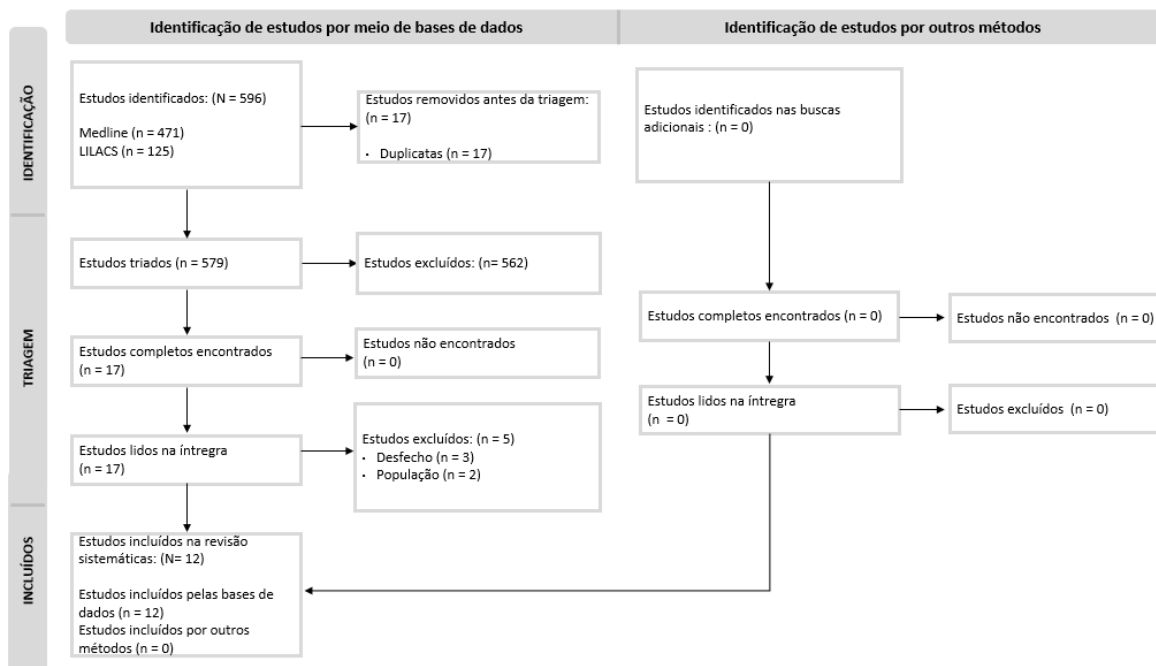 Identificação de estudos por meio de bases de dados
Identificação de estudos por outros métodos
IDENTIFICAÇÃO
Estudos identificados: (N = 596)
Medline (n = 471)
LILACS (n = 125)
Estudos removidos antes da triagem:
(n = 17)
• Duplicatas (n = 17)
Estudos identificados nas buscas
adicionais : (n = 0)
TRIAGEM
Estudos triados (n = 579)
Estudos excluídos: (n= 562)
Estudos completos encontrados
(n = 17)
Estudos não encontrados
(n = 0)
Estudos completos encontrados (n = 0)
Estudos não encontrados (n = 0)
Estudos lidos na íntregra
(n = 17)
Estudos excluídos: (n = 5)
• Desfecho (n = 3)
• População (n = 2)
Estudos lidos na íntregra
(n = 0)
Estudos excluídos (n = 0)
INCLUÍDOS
Estudos incluídos na revisão
sistemáticas: (N= 12)
Estudos incluídos pelas bases de
dados (n = 12)
Estudos incluídos por outros
métodos (n = 0)